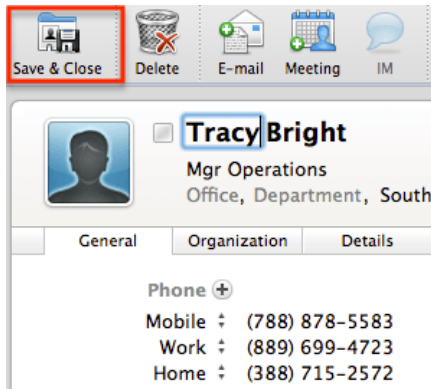 Save & Close Delete E-mail Meeting IM
Tracy Bright
Mgr Operations
Office, Department, South
General Organization Details
Phone
Mobile (788) 878-5583
Work (889) 699-4723
Home (388) 715-2572